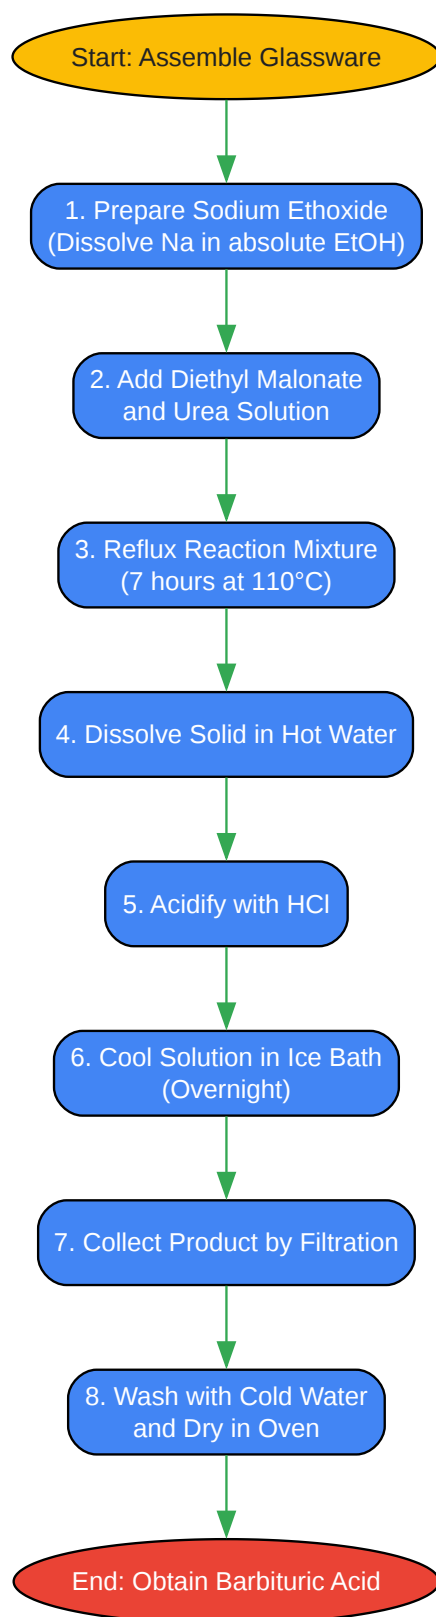 Start: Assemble Glassware
1. Prepare Sodium Ethoxide
(Dissolve Na in absolute EtOH)
2. Add Diethyl Malonate
and Urea Solution
3. Reflux Reaction Mixture
(7 hours at 110°C)
4. Dissolve Solid in Hot Water
5. Acidify with HCl
6. Cool Solution in Ice Bath
(Overnight)
7. Collect Product by Filtration
8. Wash with Cold Water
and Dry in Oven
End: Obtain Barbituric Acid